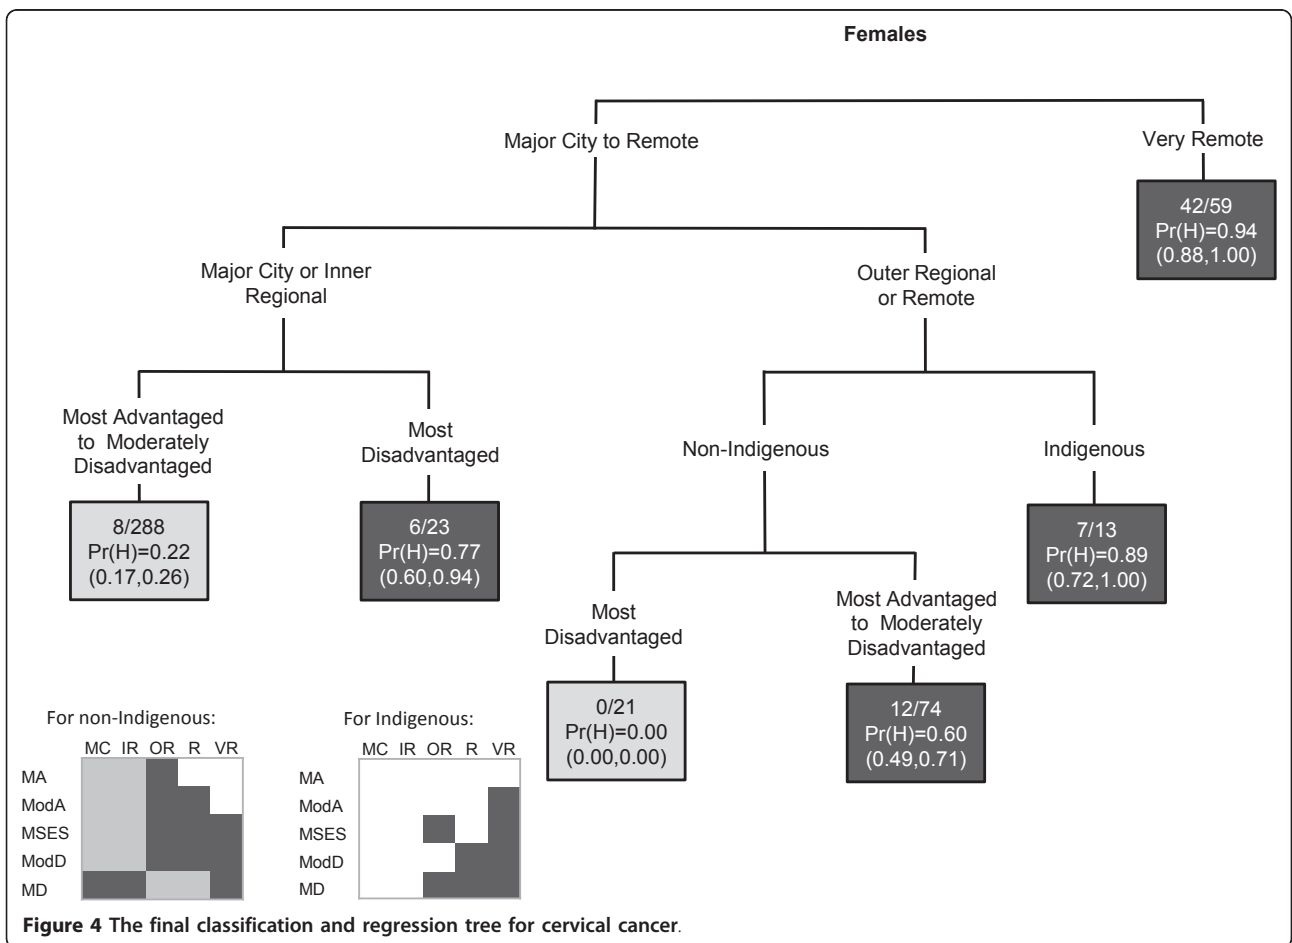 Females
Major City to Remote
Very Remote
42/59
Pr(H)=0.94
(0.88,1.00)
Major City or Inner
Regional
Outer Regional
or Remote
Most Advantaged
to Moderately
Disadvantaged
Most
Disadvantaged
Non-Indigenous
Indigenous
8/288
Pr(H)=0.22
(0.17,0.26)
6/23
Pr(H)=0.77
(0.60,0.94)
7/13
Pr(H)=0.89
(0.72,1.00)
Most
Disadvantaged
Most Advantaged
to Moderately
Disadvantaged
0/21
Pr(H)=0.00
(0.00,0.00)
12/74
Pr(H)=0.60
(0.49,0.71)
For non-Indigenous:
MC IR OR R VR
MA
ModA
MSES
ModD
MD
For Indigenous:
MC IR OR R VR
MA
ModA
MSES
ModD
MD
Figure 4 The final classification and regression tree for cervical cancer.